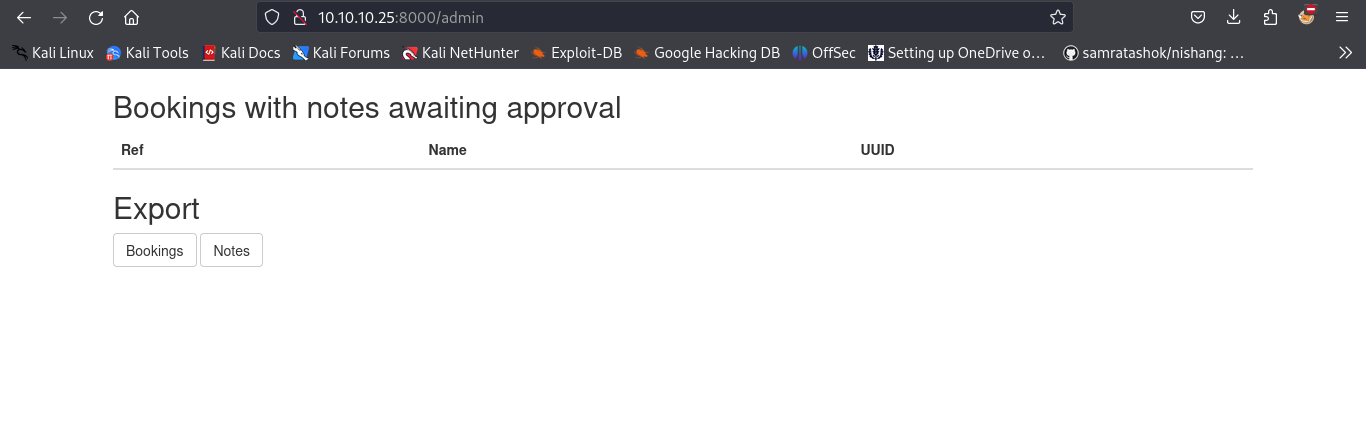 10.10.10.25:8000/admin
Kali Linux Kali Tools Kali Docs Kali Forums Kali NetHunter Exploit-DB Google Hacking DB OffSec Setting up OneDrive o… samratashok/nishang: …
Bookings with notes awaiting approval
Ref Name UUID
Export
Bookings Notes